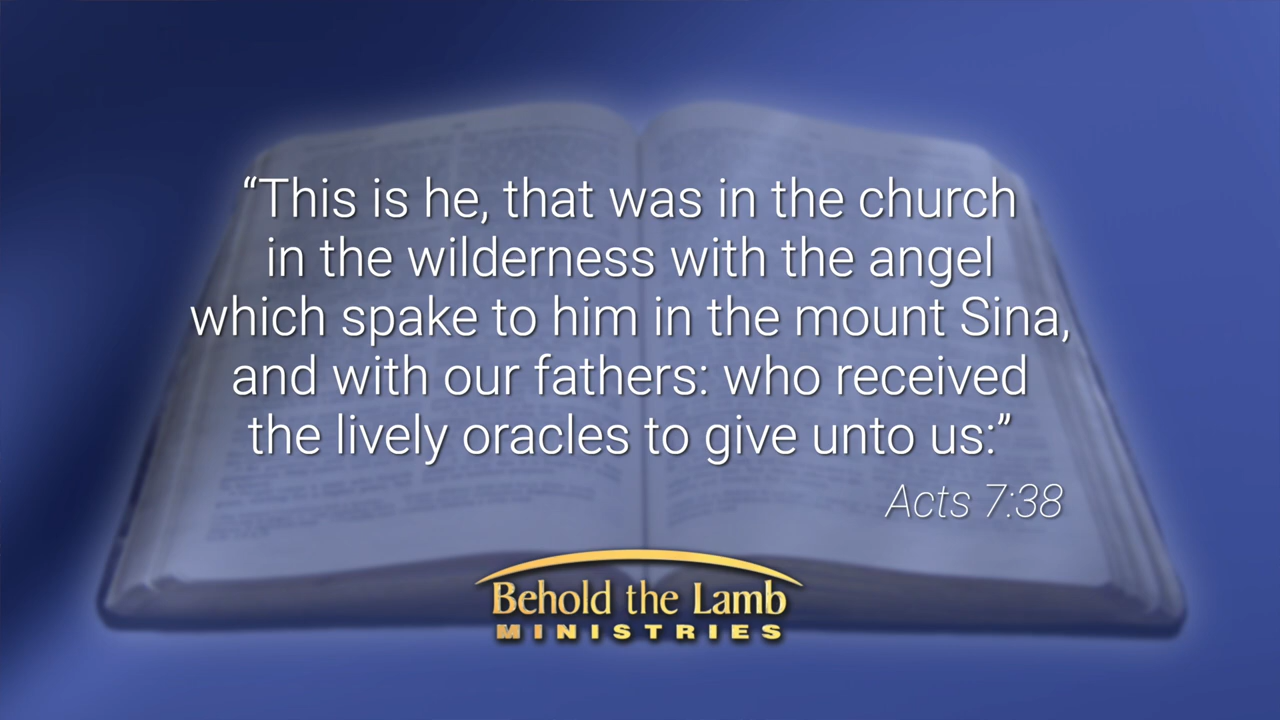 “This is he, that was in the church
in the wilderness with the angel
which spake to him in the mount Sina,
and with our fathers: who received
the lively oracles to give unto us:”
Acts 7:38
Behold the Lamb
MINISTRIES